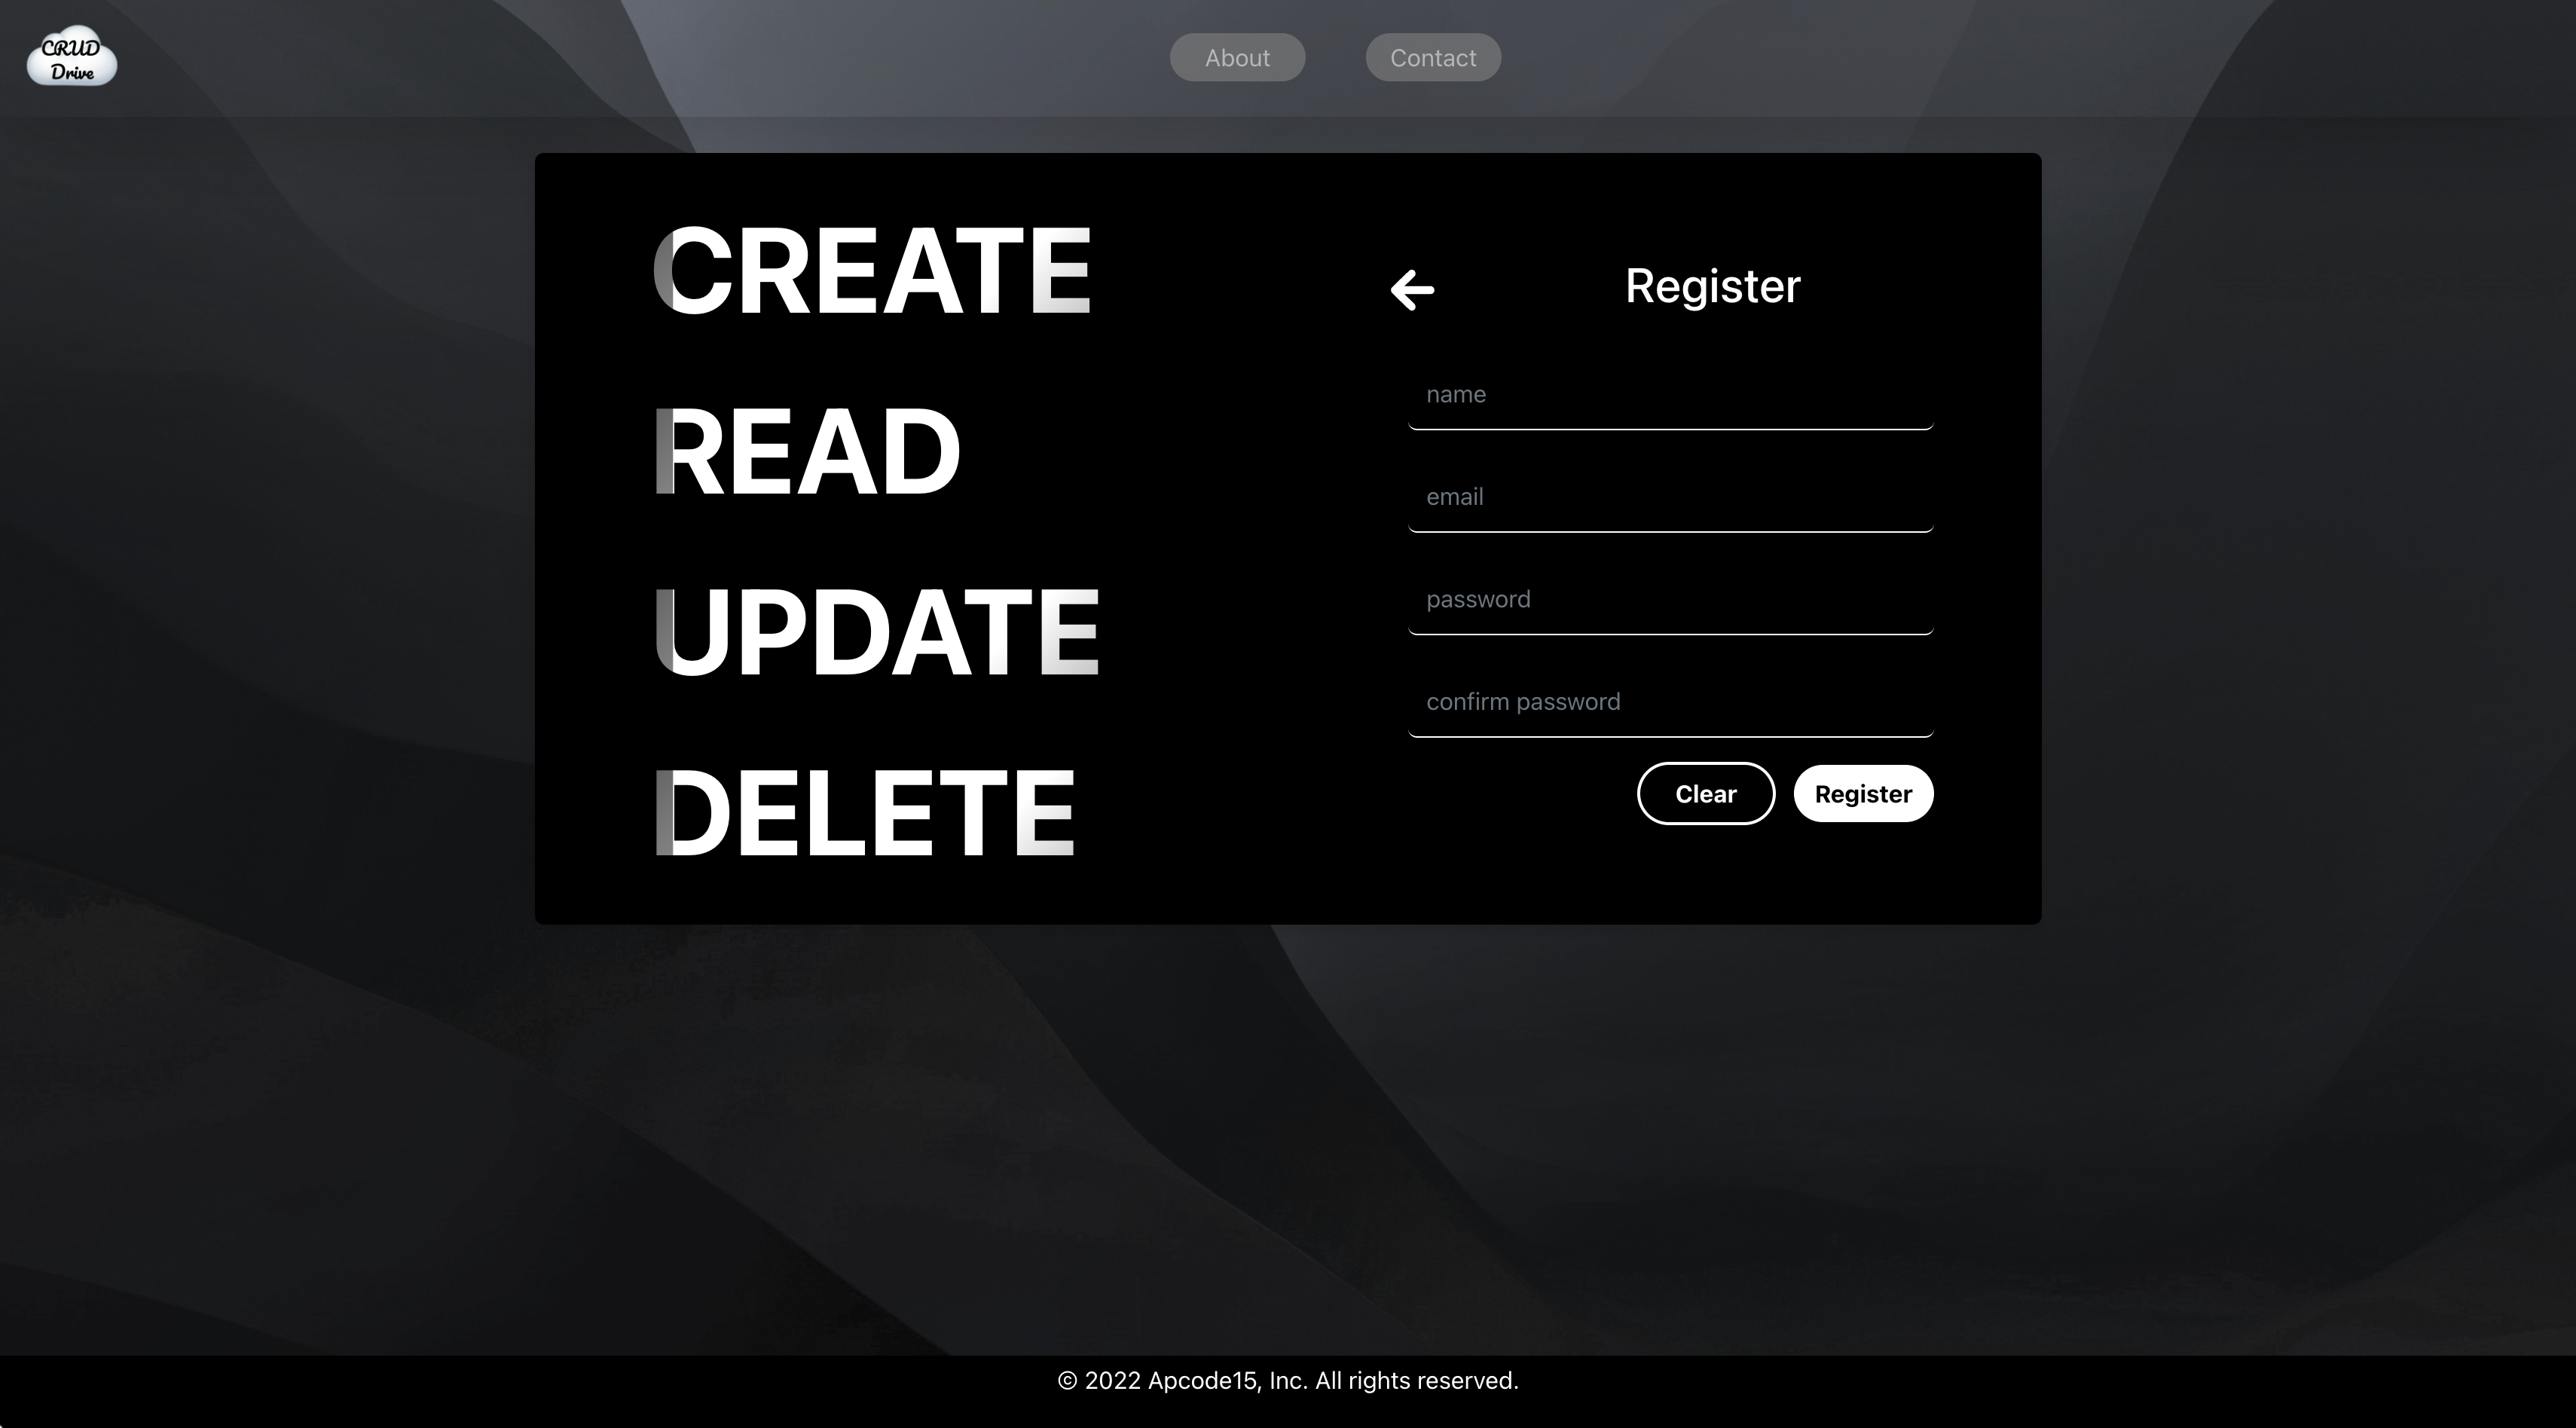 CRUD
Drive
About
Contact
CREATE
READ
UPDATE
DELETE
Register
name
email
password
confirm password
Clear
Register
© 2022 Apcode15, Inc. All rights reserved.